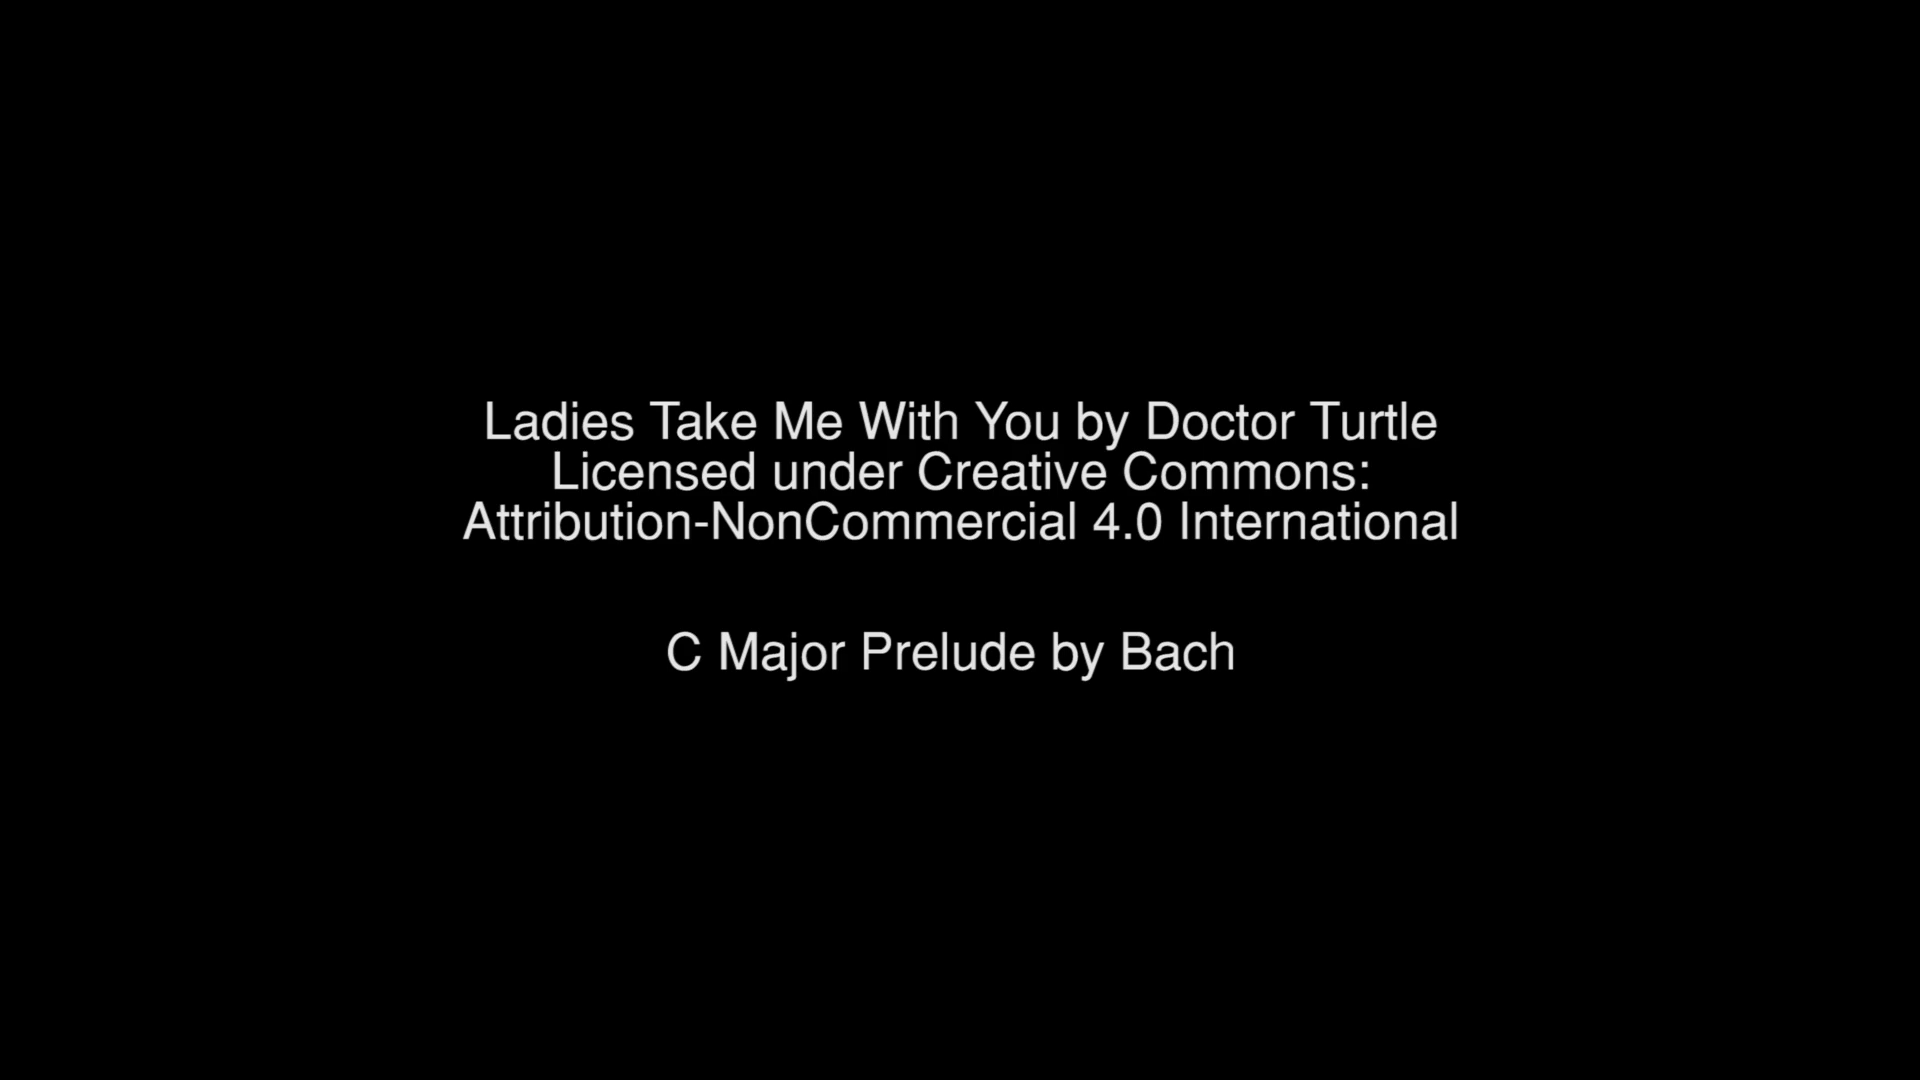 Ladies Take Me With You by Doctor Turtle
Licensed under Creative Commons:
Attribution-NonCommercial 4.0 International
C Major Prelude by Bach